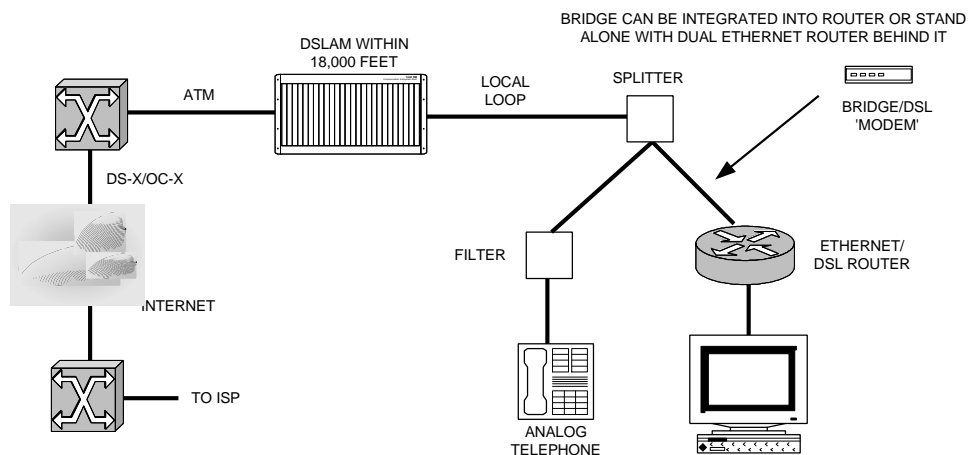 BRIDGE CAN BE INTEGRATED INTO ROUTER OR STAND
ALONE WITH DUAL ETHERNET ROUTER BEHIND IT
DSLAM WITHIN
18,000 FEET
SPLITTER
LOCAL
LOOP
ATM
BRIDGE/DSL
'MODEM'
DS-X/OC-X
FILTER
ETHERNET/
DSL ROUTER
INTERNET
TO ISP
ANALOG
TELEPHONE